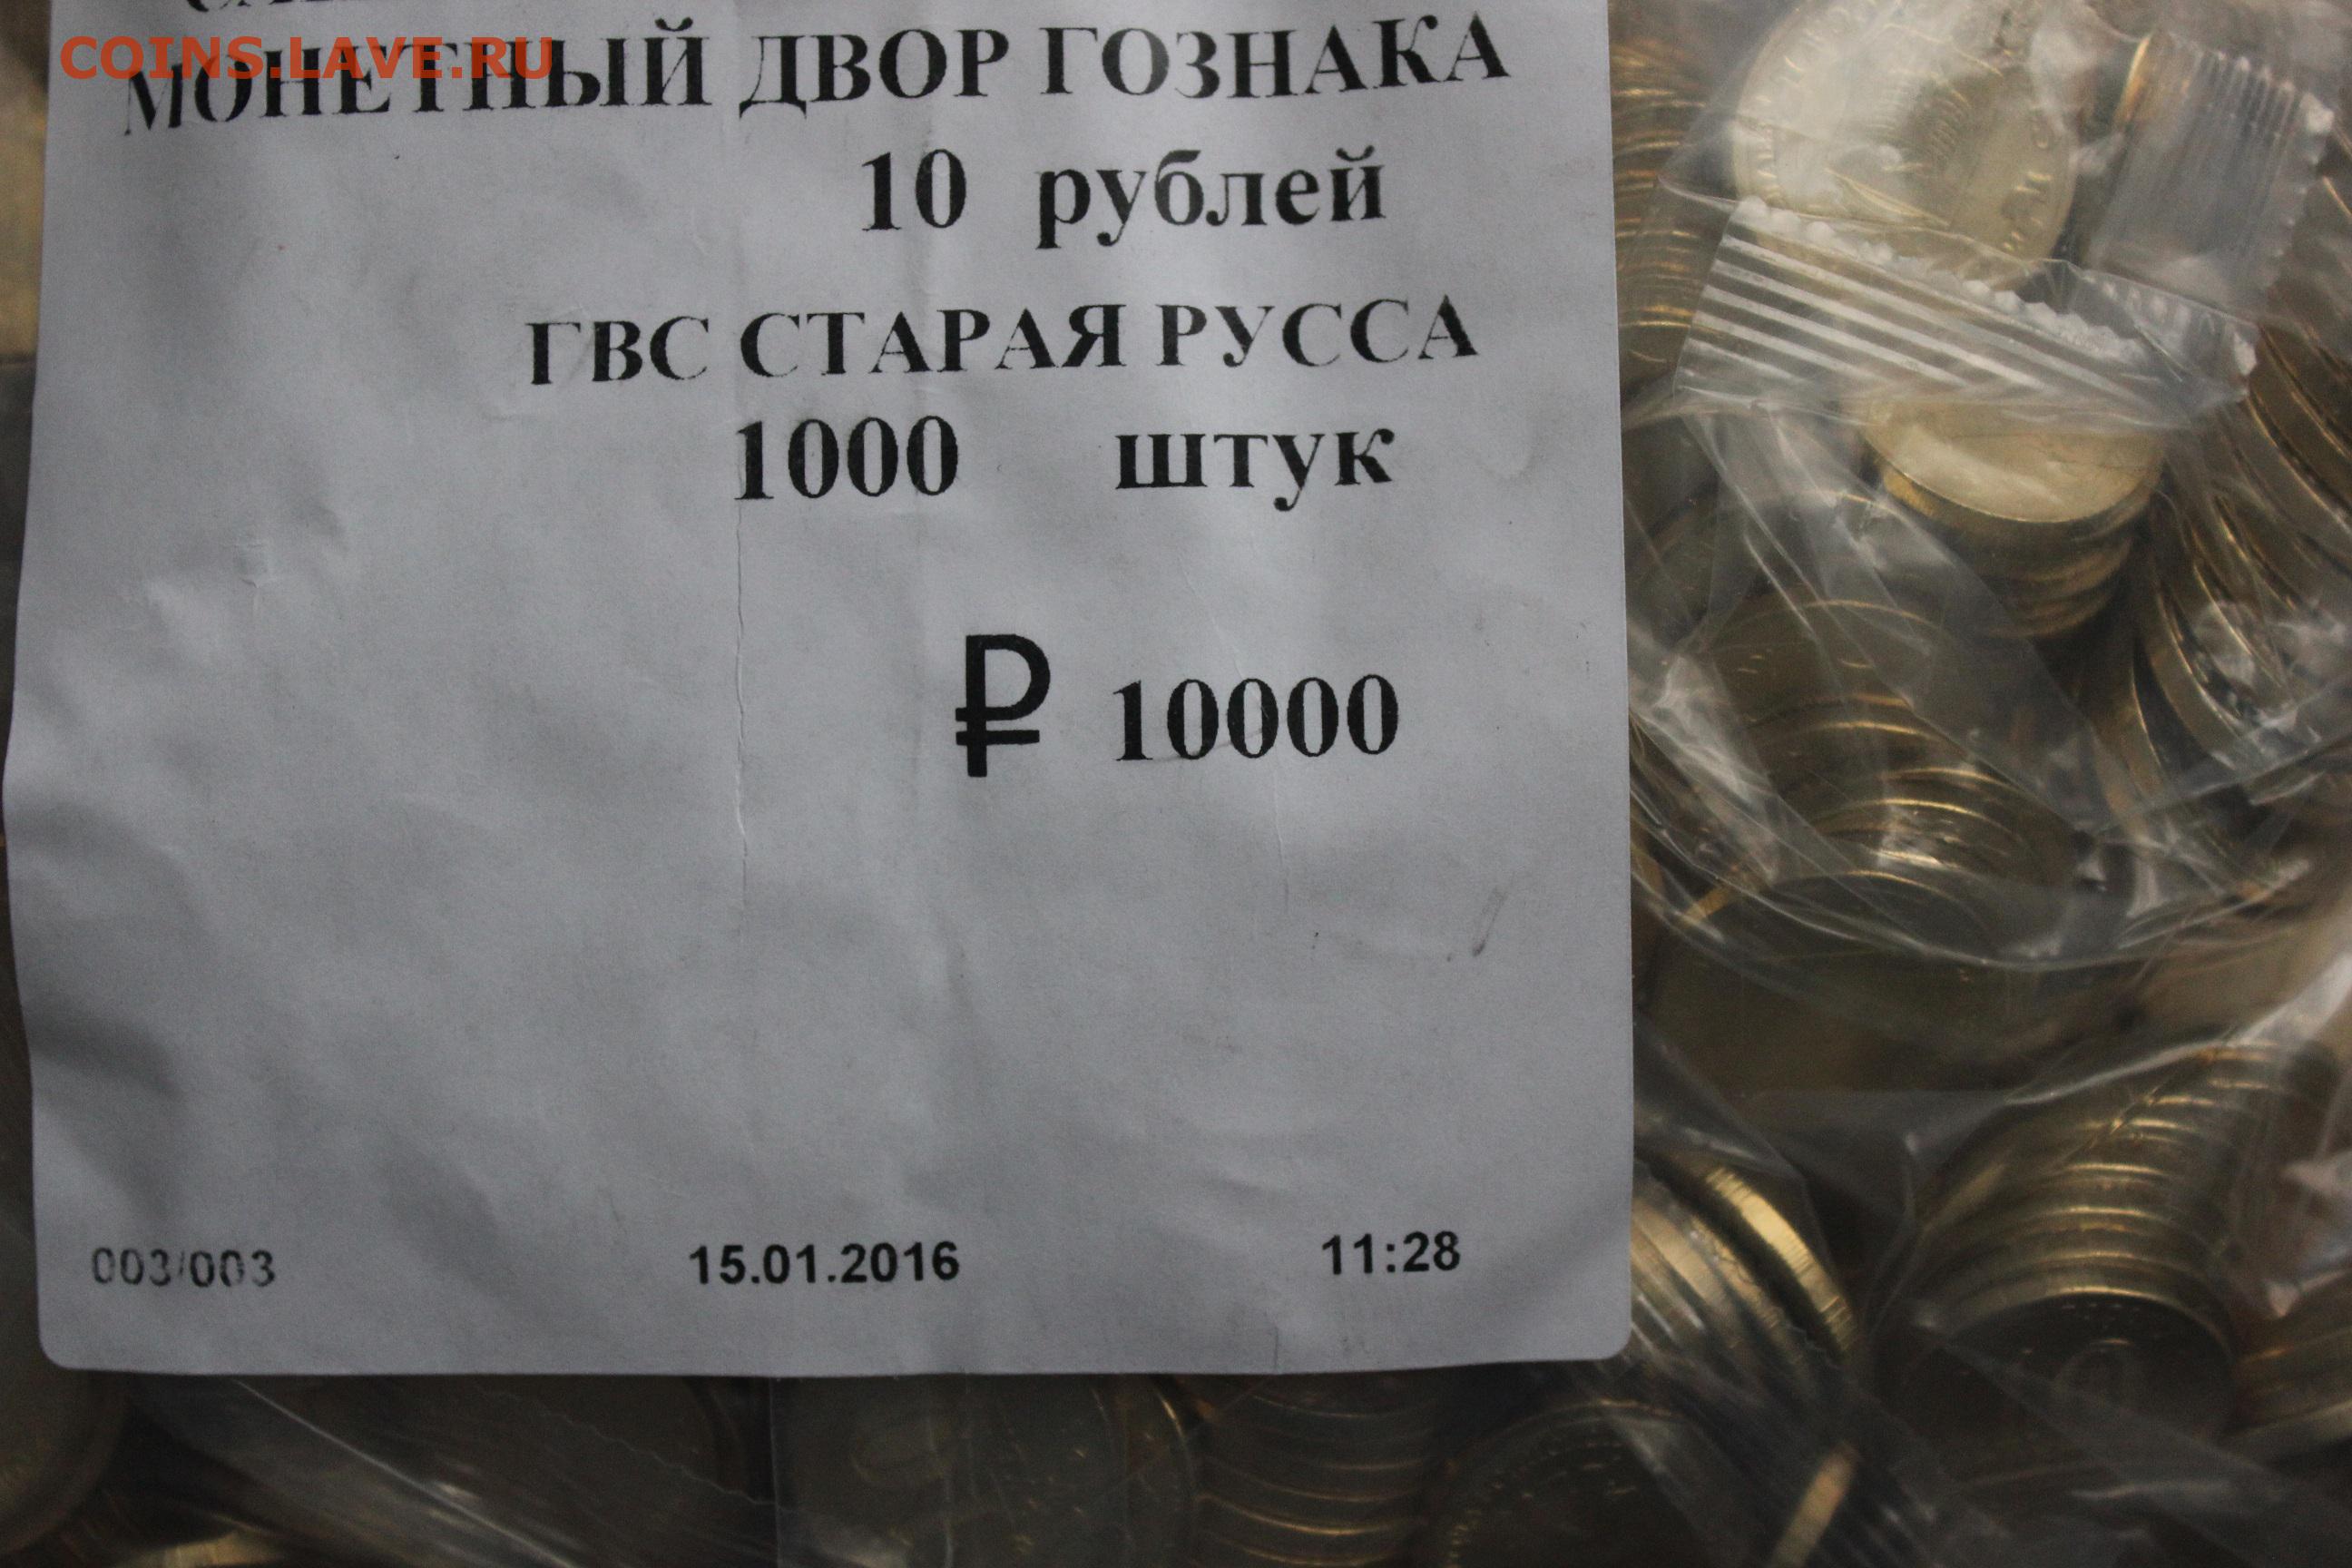 COINS.LAVE.RU
МОНЕТНЫЙ ДВОР ГОЗНАКА
10 рублей
ГВС СТАРАЯ РУССА
1000 штук
₽ 10000
003/003 15.01.2016 11:28